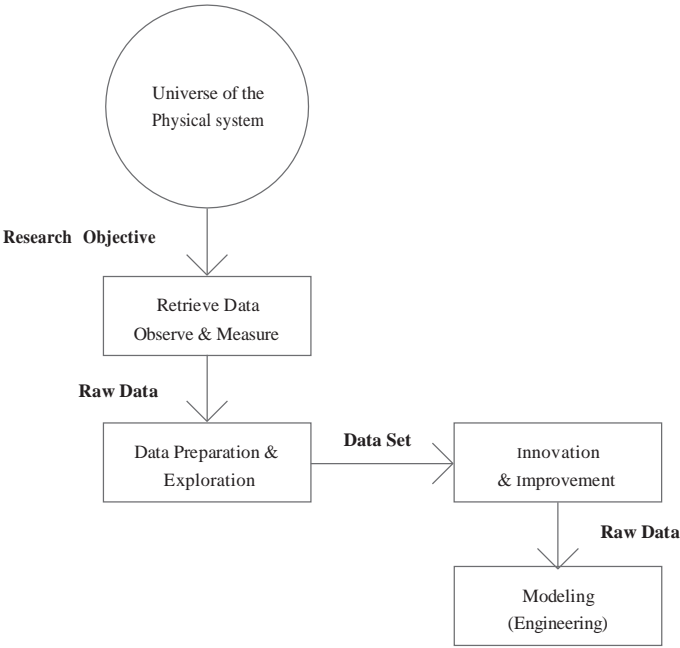 Universe of the
Physical system
Research Objective
Retrieve Data
Observe & Measure
Raw Data
Data Preparation &
Exploration
Data Set
Innovation
& Improvement
Raw Data
Modeling
(Engineering)